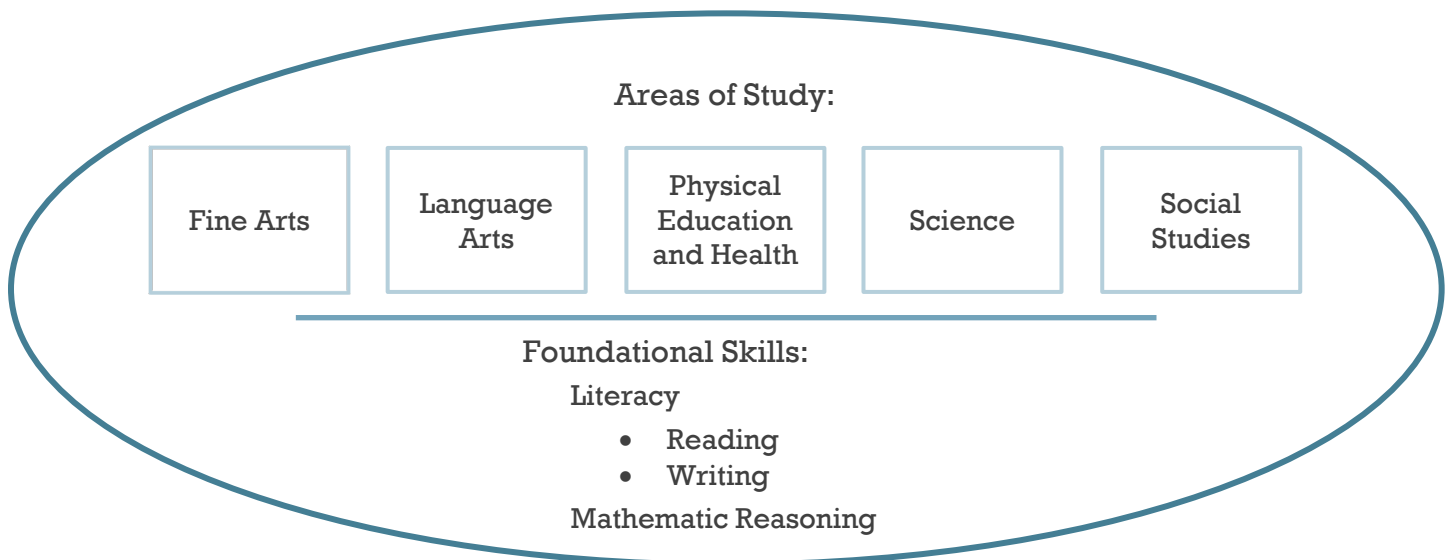 Areas of Study:
Fine Arts
Language
Arts
Physical
Education
and Health
Science
Social
Studies
Foundational Skills:
Literacy
• Reading
• Writing
Mathematic Reasoning